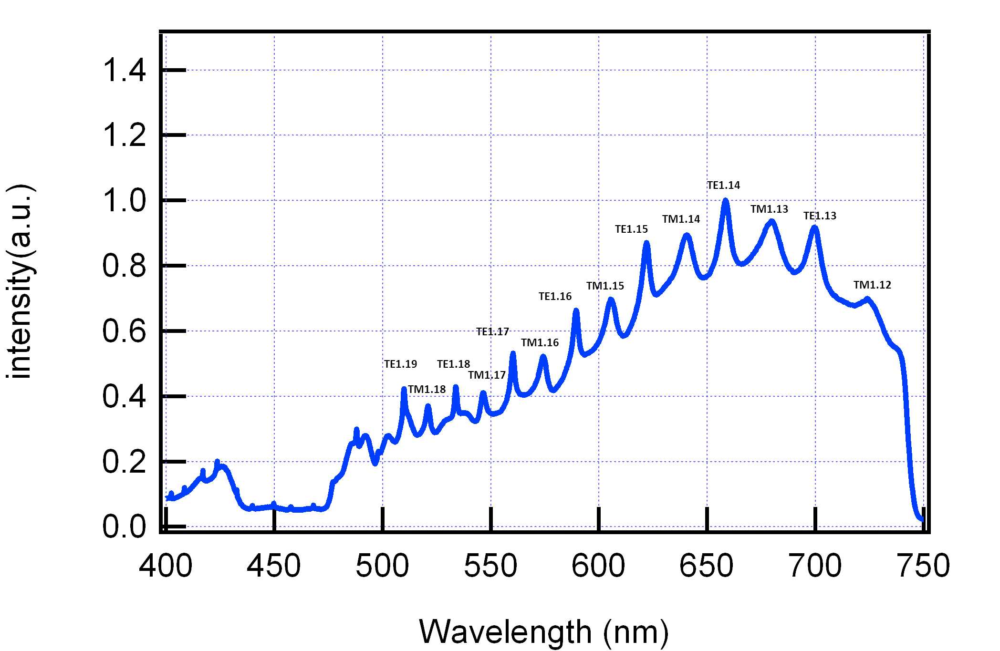 1.4
1.2
1.0
0.8
0.6
0.4
0.2
0.0
intensity(a.u.)
TE1.14
TM1.13
TE1.13
TM1.14
TE1.15
TM1.12
TM1.15
TE1.16
TE1.17
TM1.16
TE1.19
TE1.18
TM1.17
TM1.18
400 450 500 550 600 650 700 750
Wavelength (nm)